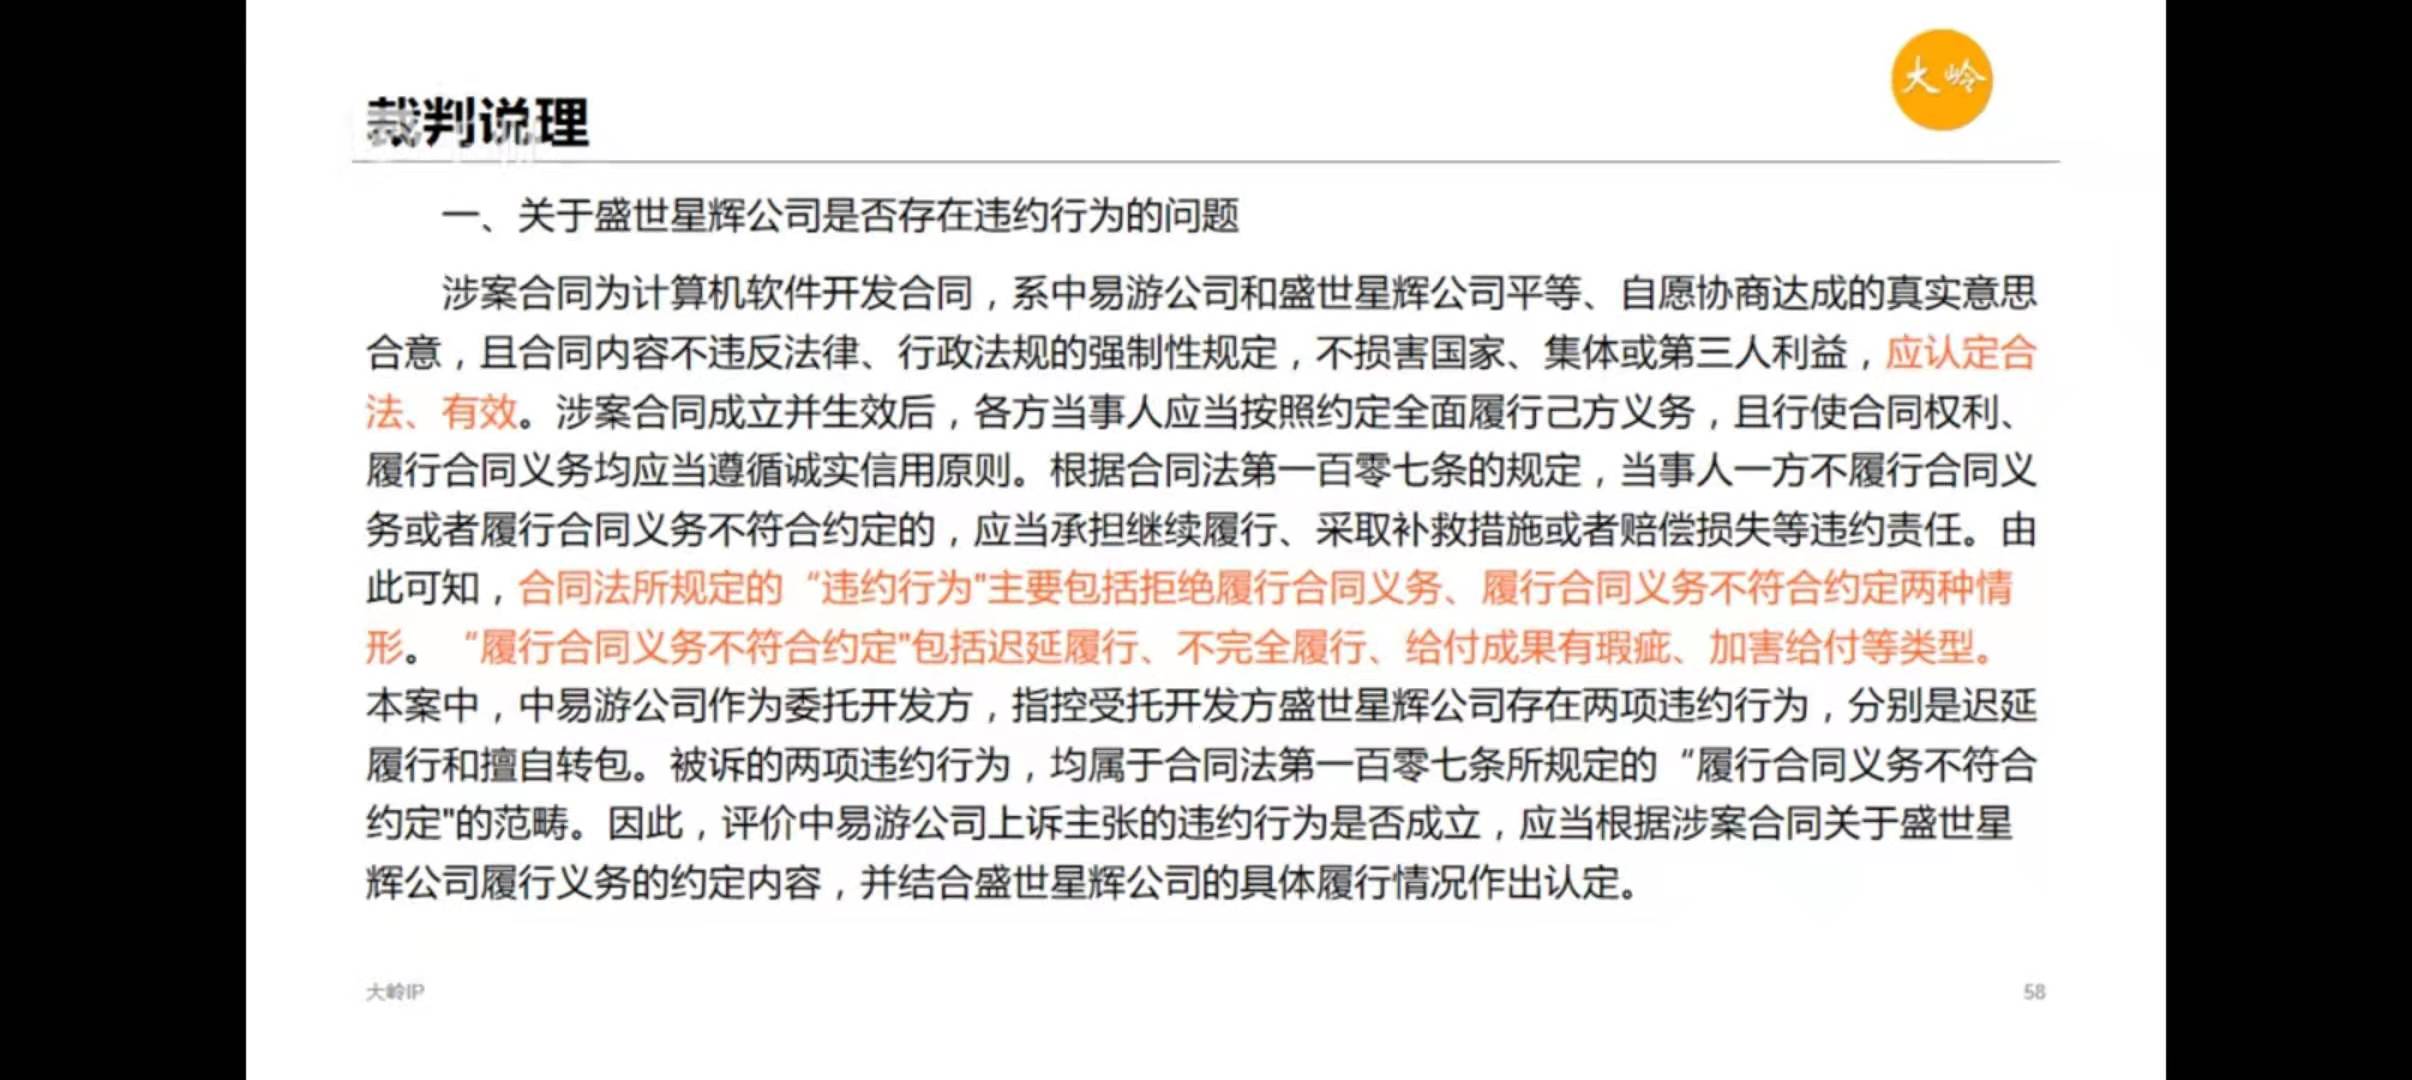 大岭
裁判说理
一、关于盛世星辉公司是否存在违约行为的问题
涉案合同为计算机软件开发合同，系中易游公司和盛世星辉公司平等、自愿协商达成的真实意思
合意，且合同内容不违反法律、行政法规的强制性规定，不损害国家、集体或第三人利益，应认定合
法、有效。涉案合同成立并生效后，各方当事人应当按照约定全面履行己方义务，且行使合同权利、
履行合同义务均应当遵循诚实信用原则。根据合同法第一百零七条的规定，当事人一方不履行合同义
务或者履行合同义务不符合约定的，应当承担继续履行、采取补救措施或者赔偿损失等违约责任。由
此可知，合同法所规定的“违约行为"主要包括拒绝履行合同义务、履行合同义务不符合约定两种情
形。“履行合同义务不符合约定"包括迟延履行、不完全履行、给付成果有瑕疵、加害给付等类型。
本案中，中易游公司作为委托开发方，指控受托开发方盛世星辉公司存在两项违约行为，分别是迟延
履行和擅自转包。被诉的两项违约行为，均属于合同法第一百零七条所规定的“履行合同义务不符合
约定"的范畴。因此，评价中易游公司上诉主张的违约行为是否成立，应当根据涉案合同关于盛世星
辉公司履行义务的约定内容，并结合盛世星辉公司的具体履行情况作出认定。
大岭IP
58